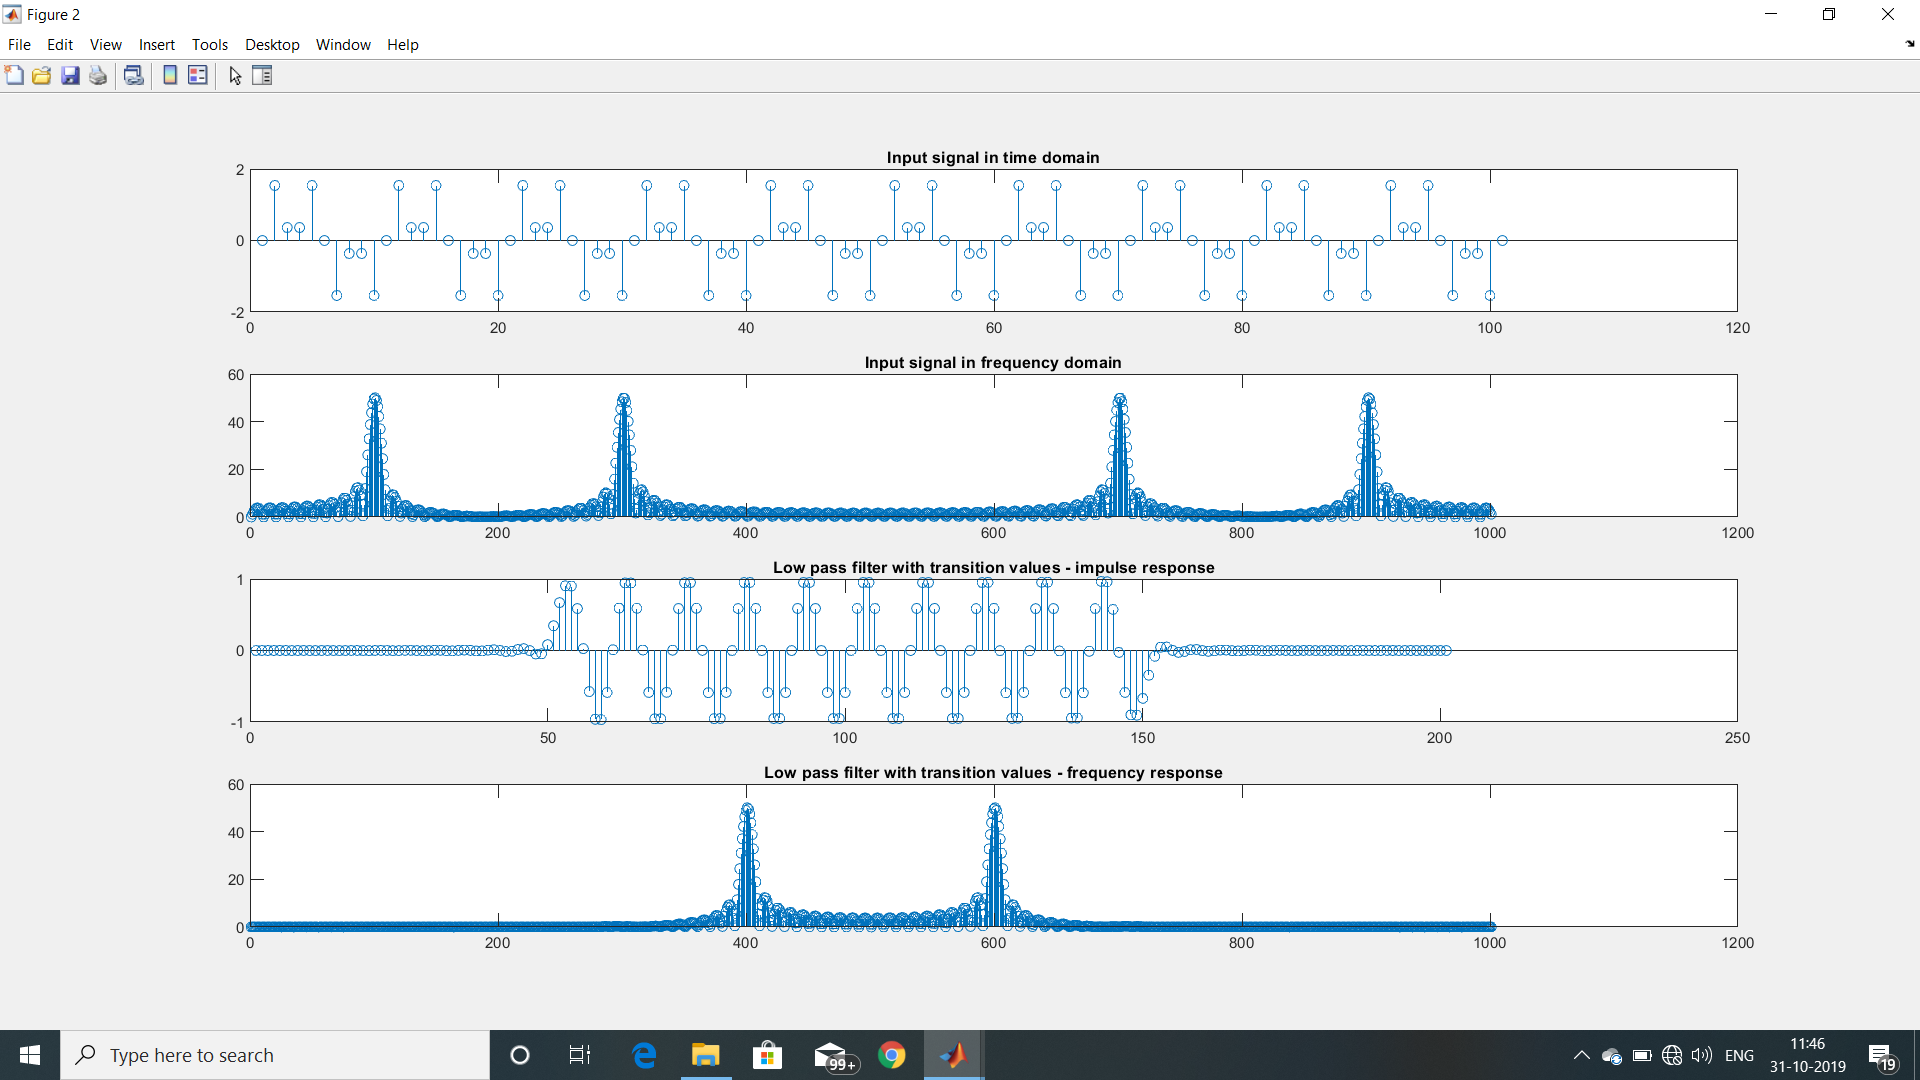 Figure 2
File Edit View Insert Tools Desktop Window Help
Input signal in time domain
2
0
-2
0 20 40 60 80 100 120
Input signal in frequency domain
60
40
20
0
0 200 400 600 800 1000 1200
Low pass filter with transition values - impulse response
1
0
-1
0 50 100 150 200 250
Low pass filter with transition values - frequency response
60
40
20
0
0 200 400 600 800 1000 1200
Type here to search
99+
ENG
11:46
31-10-2019
19